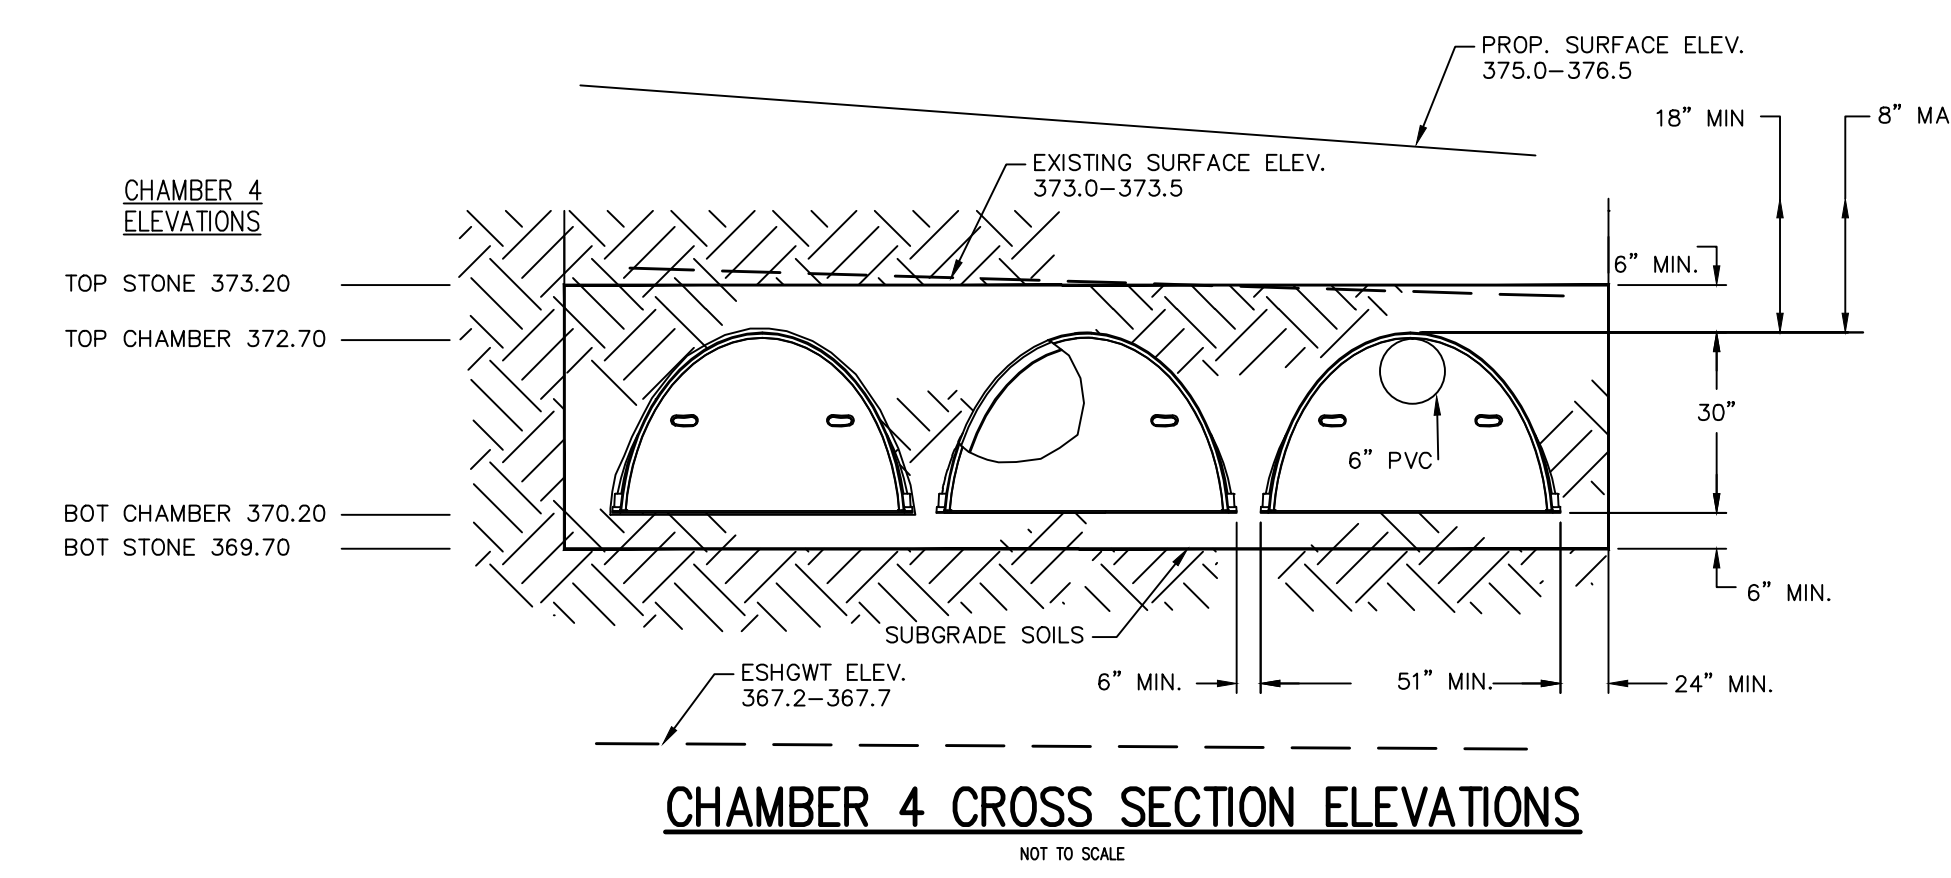 PROP. SURFACE ELEV.
375.0–376.5
18” MIN
8” MA
EXISTING SURFACE ELEV.
373.0–373.5
CHAMBER 4
ELEVATIONS
TOP STONE 373.20
6” MIN.
TOP CHAMBER 372.70
30”
6” PVC
BOT CHAMBER 370.20
BOT STONE 369.70
6” MIN.
SUBGRADE SOILS
ESHGWT ELEV.
367.2–367.7
6” MIN.
51” MIN.
24” MIN.
CHAMBER 4 CROSS SECTION ELEVATIONS
NOT TO SCALE